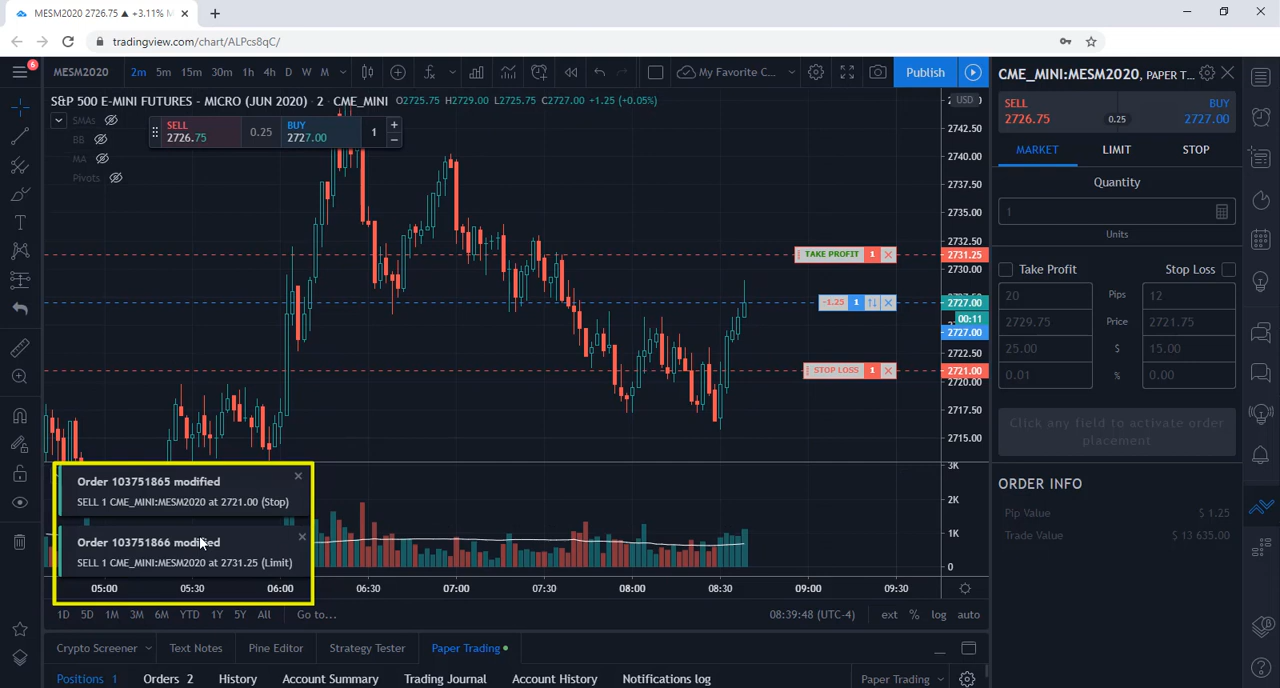 MESM2020 2726.75 ▲ +3.11% M
tradingview.com/chart/ALPcs8qC/
6
MESM2020 2m 5m 15m 30m 1h 4h D W M My Favorite C... Publish
CME_MINI:MESM2020, PAPER T...
S&P 500 E-MINI FUTURES - MICRO (JUN 2020) · 2 · CME_MINI O2725.75 H2729.00 L2725.75 C2727.00 +1.25 (+0.05%)
USD
SMAs
BB
MA
Pivots
SELL
2726.75
0.25
BUY
2727.00
1
2742.50
2740.00
2737.50
2735.00
2732.50
TAKE PROFIT 1 2731.25
2730.00
-1.25 1 2727.00
00:11
2727.00
2722.50
STOP LOSS 1 2721.00
2720.00
2717.50
2715.00
3K
2K
1K
0
Order 103751865 modified
SELL 1 CME_MINI:MESM2020 at 2721.00 (Stop)
Order 103751866 modified
SELL 1 CME_MINI:MESM2020 at 2731.25 (Limit)
05:00 05:30 06:00 06:30 07:00 07:30 08:00 08:30 09:00 09:30
1D 5D 1M 3M 6M YTD 1Y 5Y All Go to... 08:39:48 (UTC-4) ext % log auto
Crypto Screener Text Notes Pine Editor Strategy Tester Paper Trading
Positions 1 Orders 2 History Account Summary Trading Journal Account History Notifications log Paper Trading
SELL
2726.75
0.25
BUY
2727.00
MARKET LIMIT STOP
Quantity
1
Units
Take Profit Stop Loss
20 Pips 12
2729.75 Price 2721.75
25.00 $ 15.00
0.01 % 0.00
Click any field to activate order
placement
ORDER INFO
Pip Value $ 1.25
Trade Value $ 13 635.00